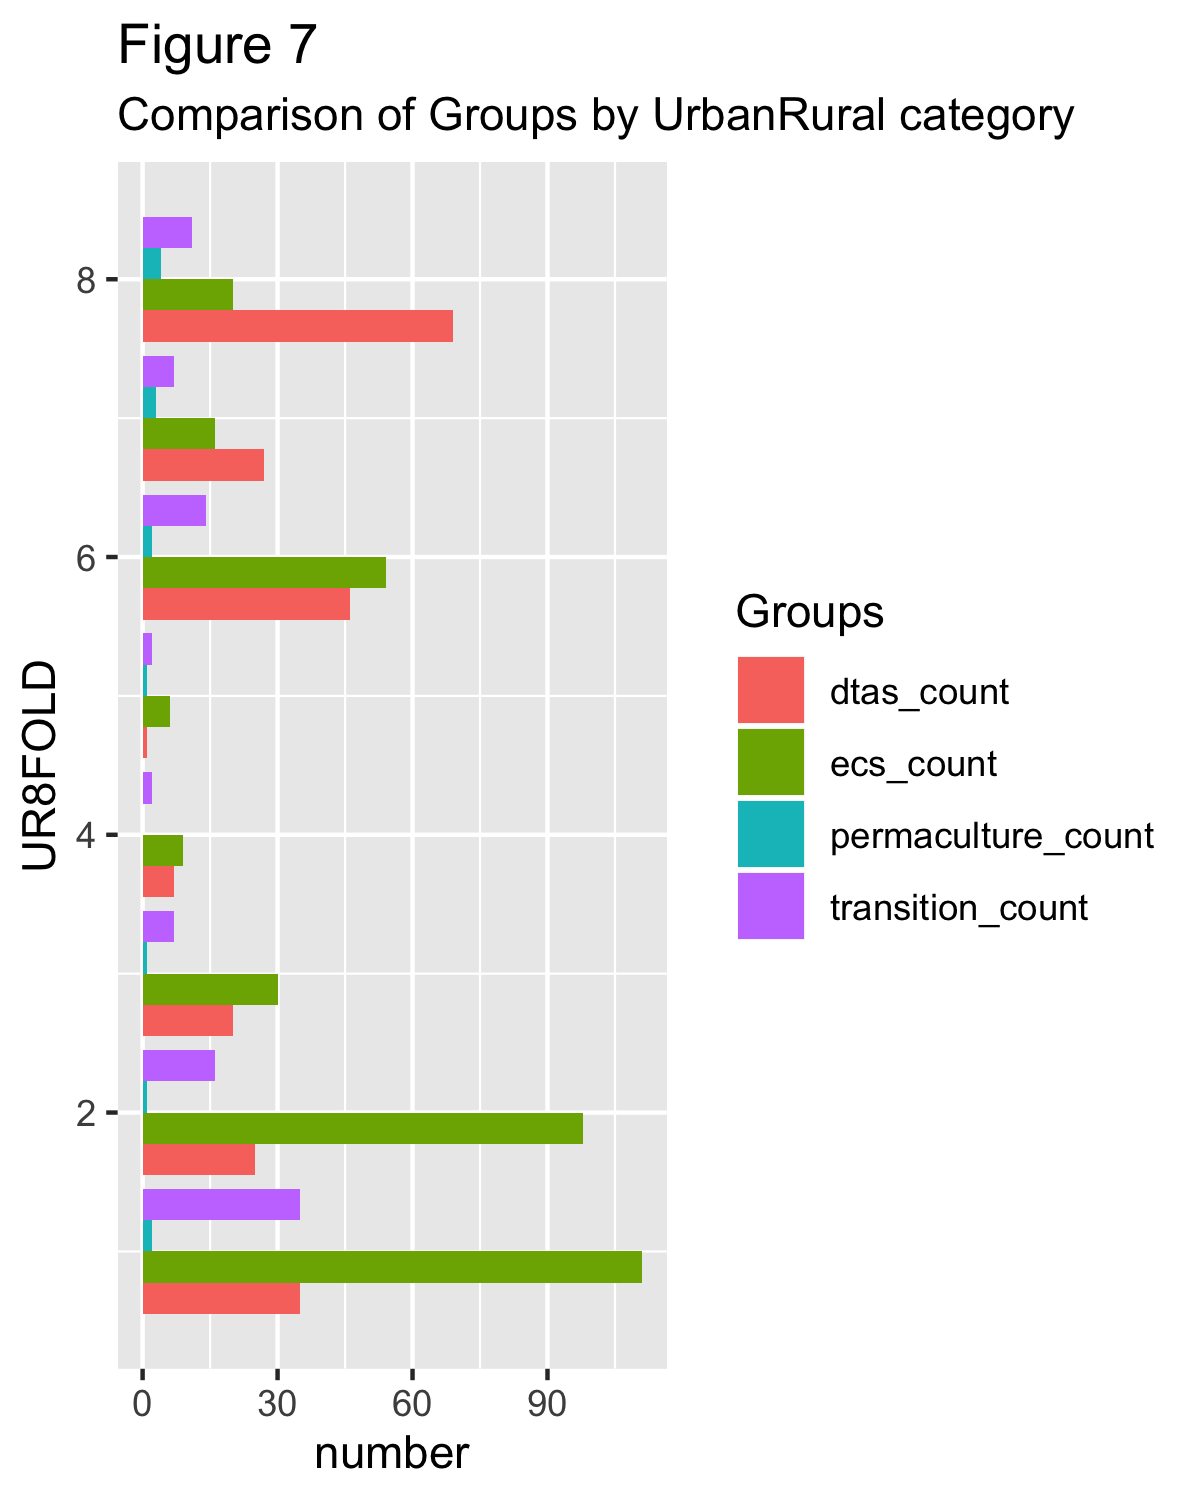 Figure 7
Comparison of Groups by UrbanRural category
8
6
4
2
UR8FOLD
0 30 60 90
number
Groups
dtas_count
ecs_count
permaculture_count
transition_count